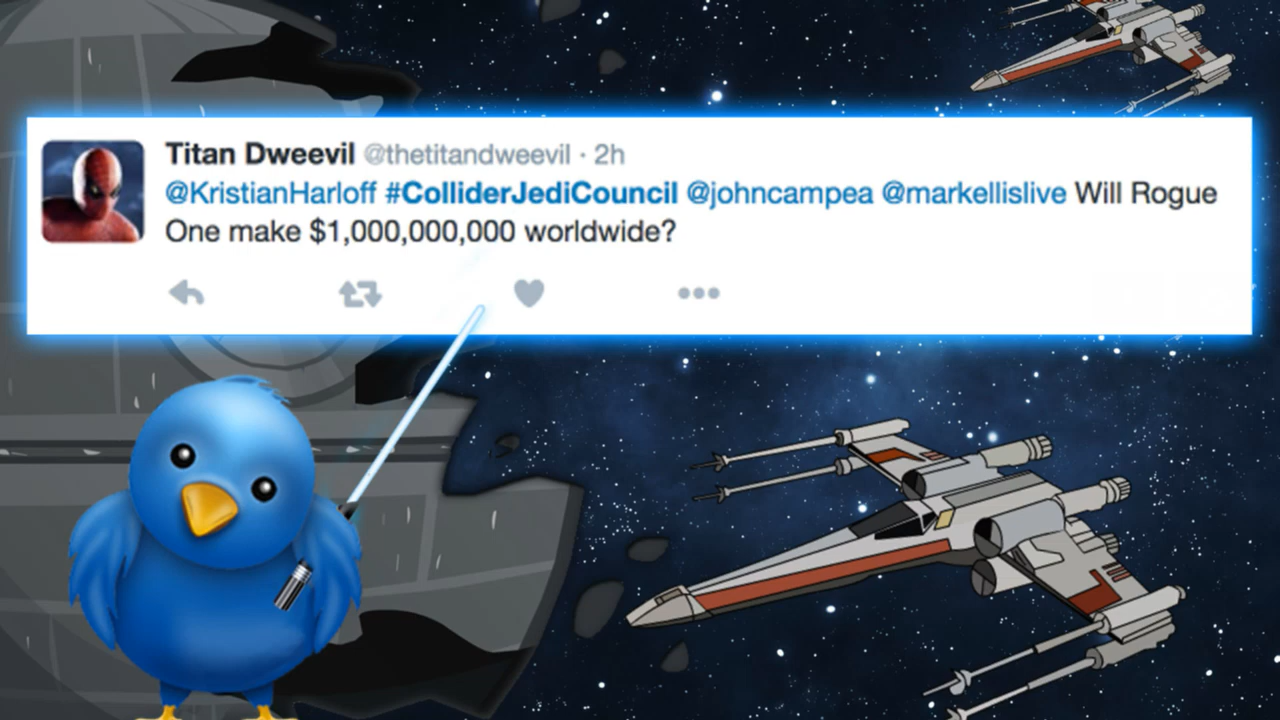 Titan Dweevil @thetitandweevil · 2h
@KristianHarloff #ColliderJediCouncil @johncampea @markellislive Will Rogue
One make $1,000,000,000 worldwide?